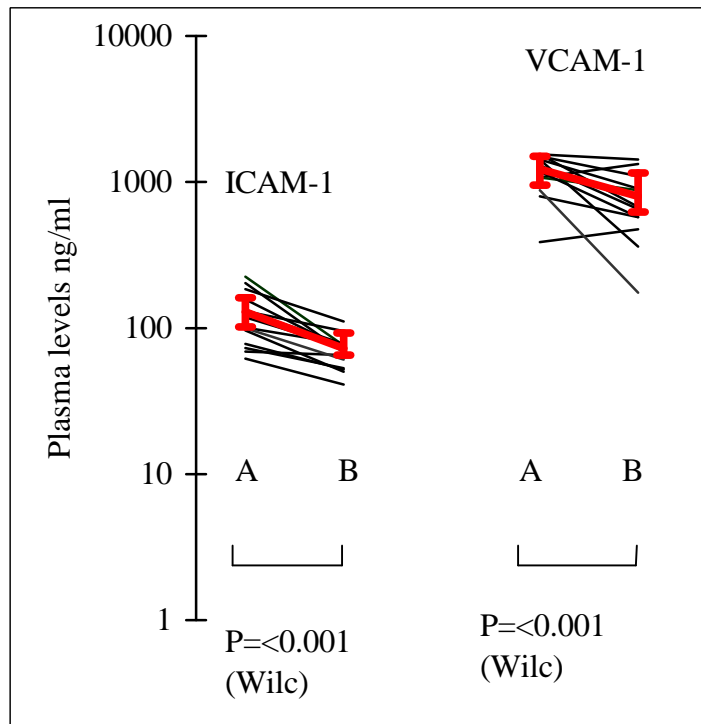 10000
VCAM-1
1000
ICAM-1
100
Plasma levels ng/ml
10
A
B
A
B
1
P=<0.001
(Wilc)
P=<0.001
(Wilc)